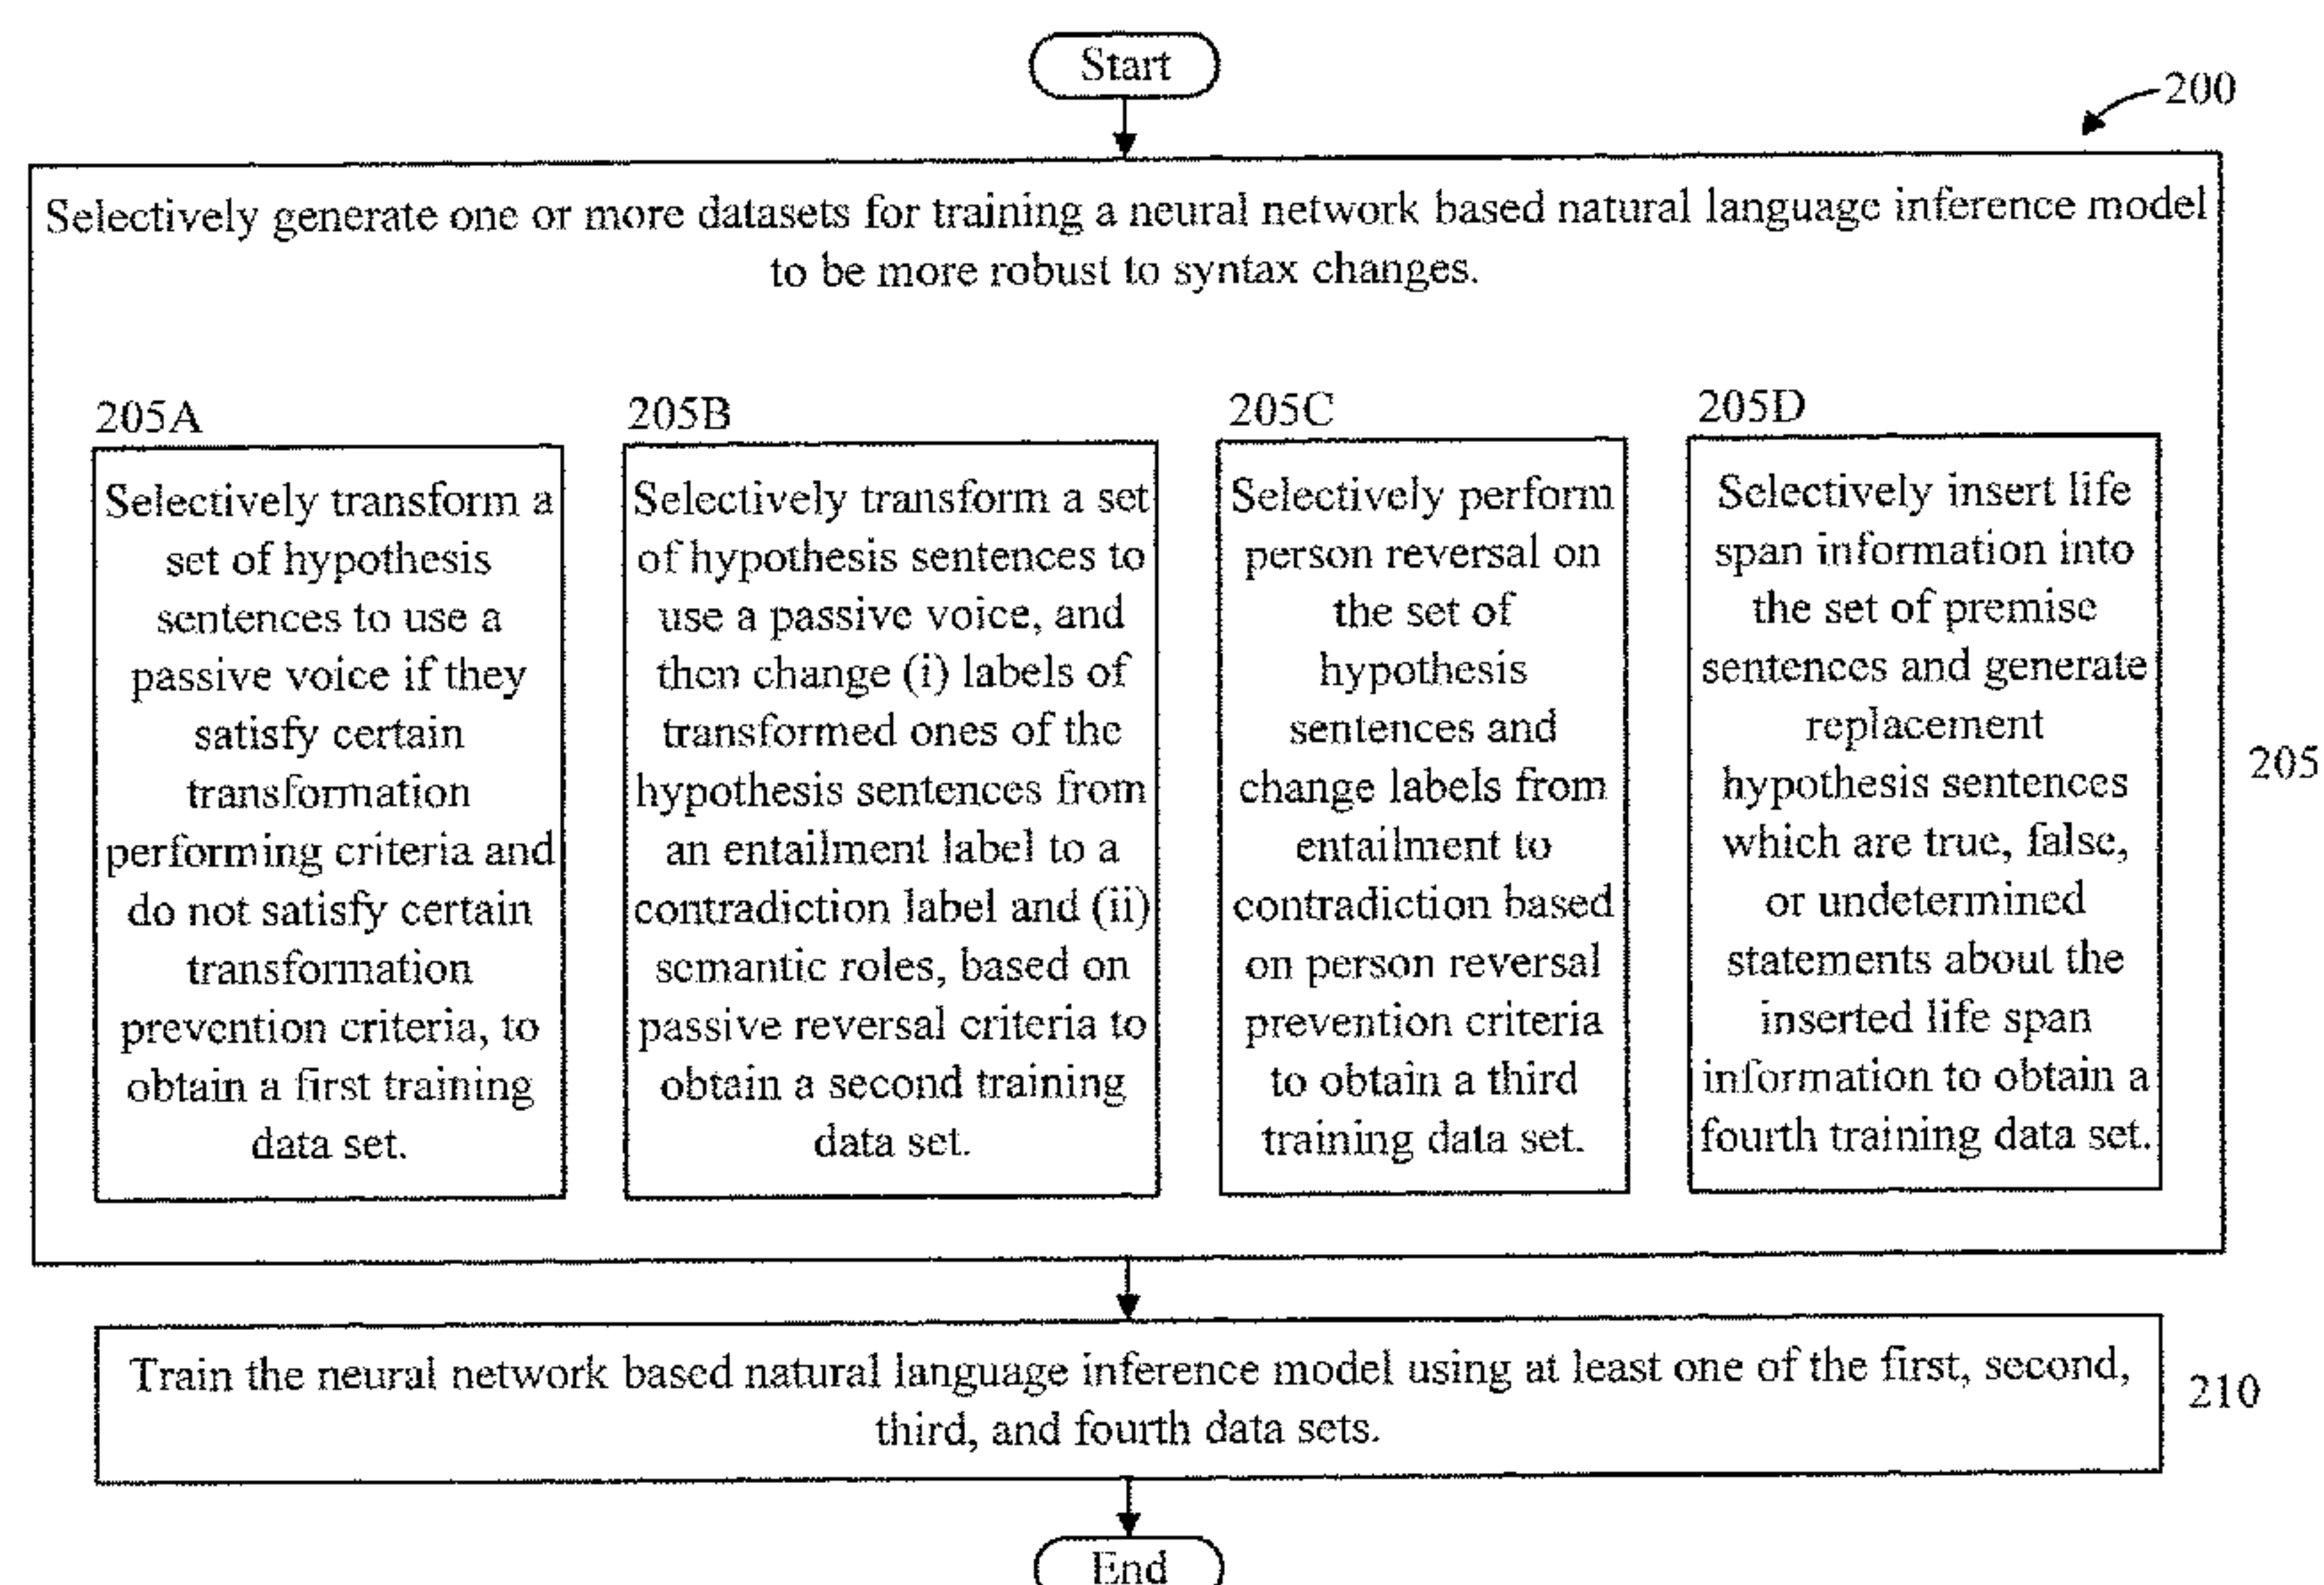 Start
200
Selectively generate one or more datasets for training a neural network based natural language inference model
to be more robust to syntax changes.
205A
Selectively transform a
set of hypothesis
sentences to use a
passive voice if they
satisfy certain
transformation
performing criteria and
do not satisfy certain
transformation
prevention criteria, to
obtain a first training
data set.
205B
Selectively transform a set
of hypothesis sentences to
use a passive voice, and
then change (i) labels of
transformed ones of the
hypothesis sentences from
an entailment label to a
contradiction label and (ii)
semantic roles, based on
passive reversal criteria to
obtain a second training
data set.
205C
Selectively perform
person reversal on
the set of
hypothesis
sentences and
change labels from
entailment to
contradiction based
on person reversal
prevention criteria
to obtain a third
training data set.
205D
Selectively insert life
span information into
the set of premise
sentences and generate
replacement
hypothesis sentences
which are true, false,
or undetermined
statements about the
inserted life span
information to obtain a
fourth training data set.
205
Train the neural network based natural language inference model using at least one of the first, second,
third, and fourth data sets.
210
End